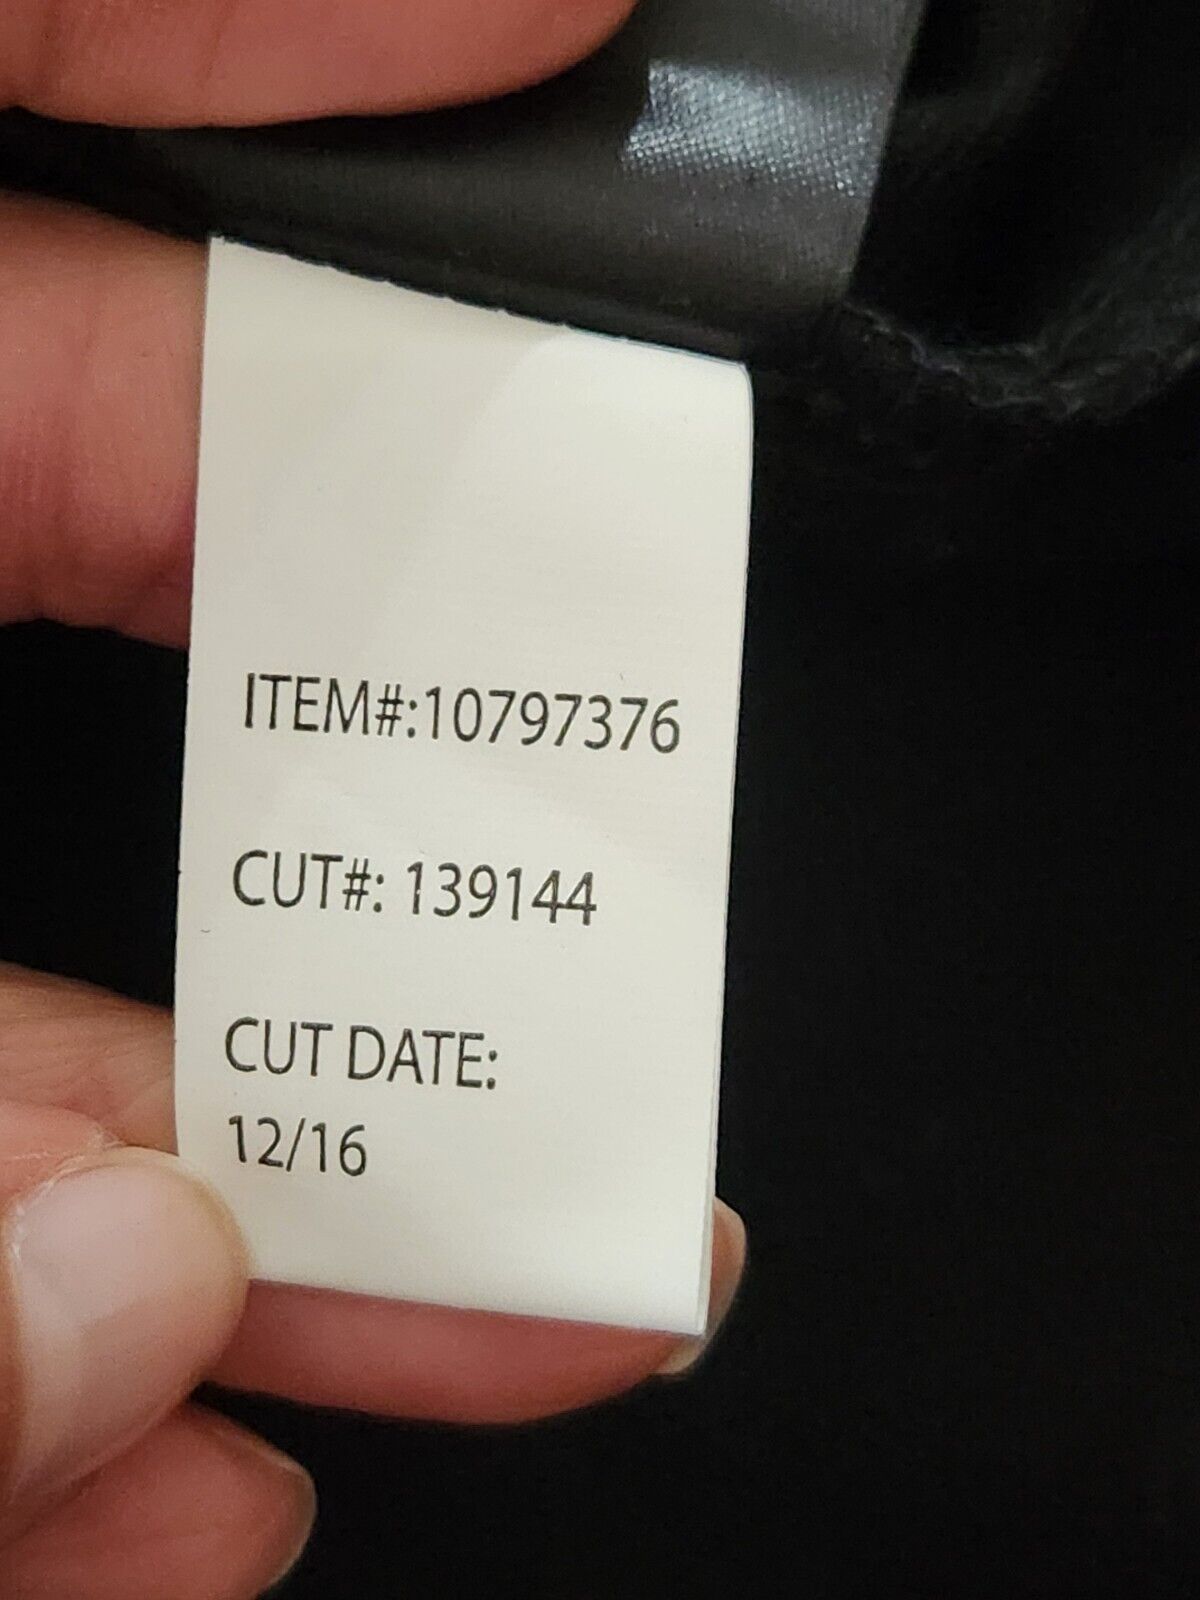 ITEM#:10797376
CUT#: 139144
CUT DATE:
12/16